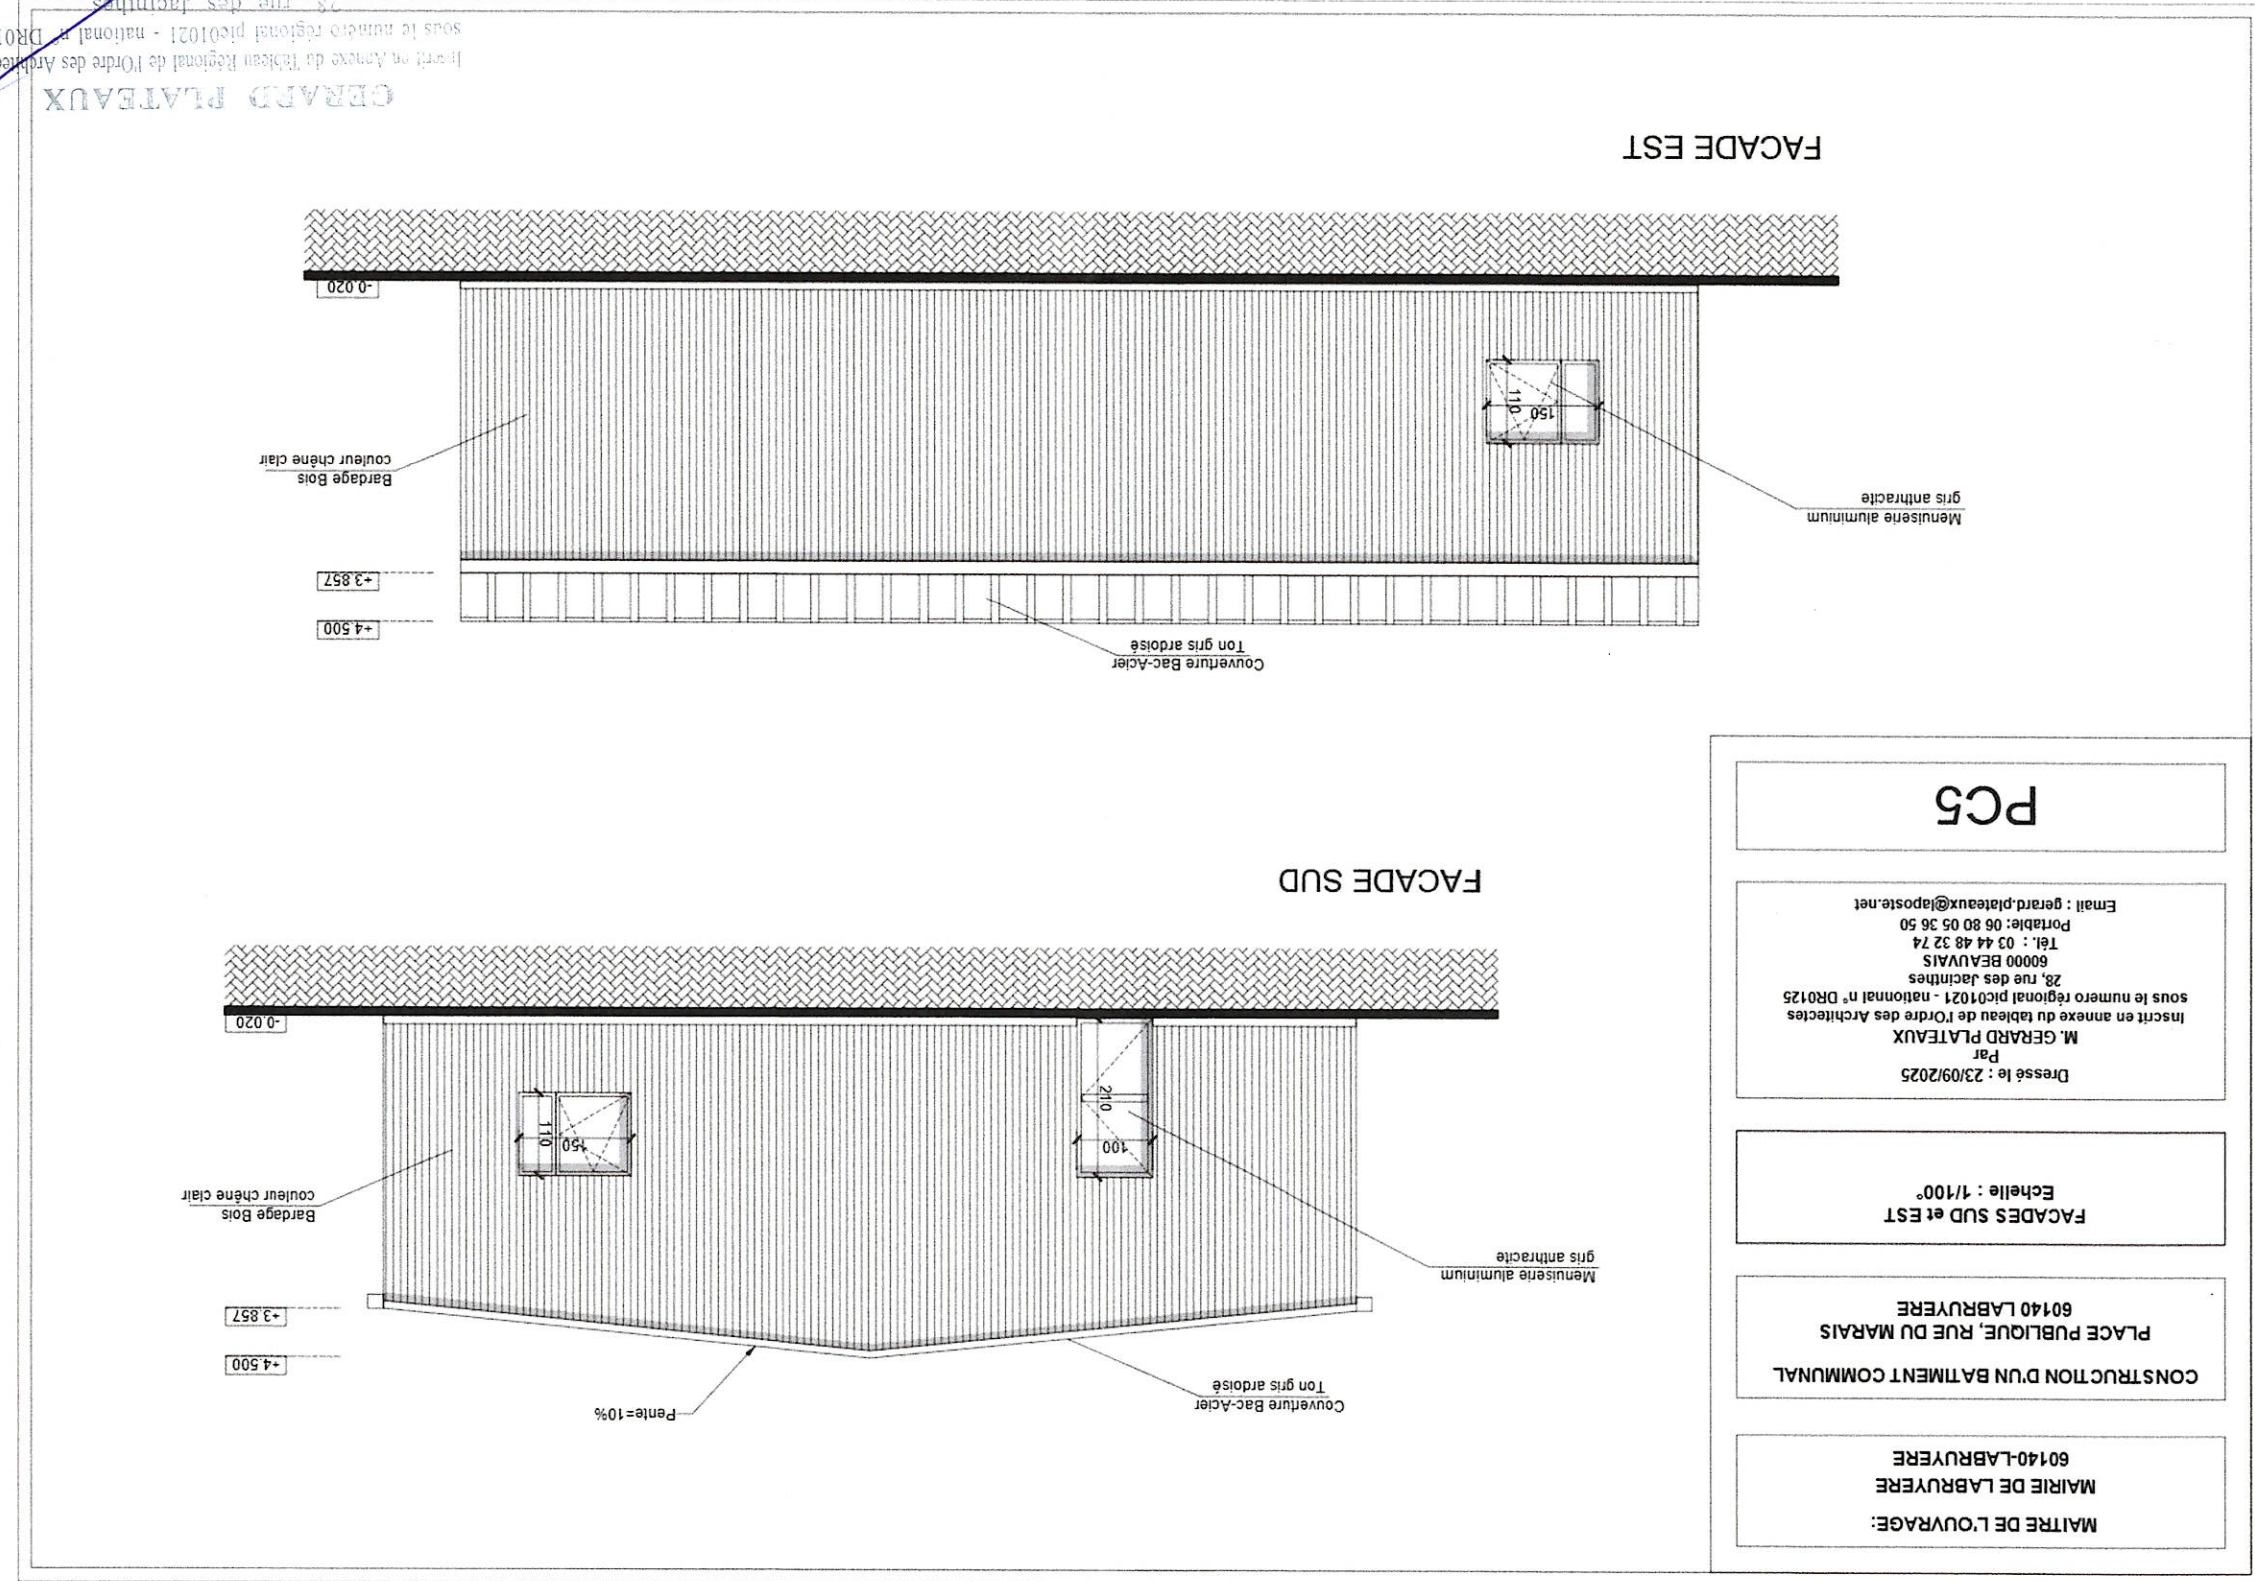 MAITRE DE L'OUVRAGE:
MAIRIE DE LABRUYERE
60140-LABRUYERE
CONSTRUCTION D'UN BATIMENT COMMUNAL
PLACE PUBLIQUE, RUE DU MARAIS
60140 LABRUYERE
FACADES SUD et EST
Echelle : 1/100°
Dressé le : 23/09/2025
Par
M. GERARD PLATEAUX
Inscrit en annexe du tableau de l'Ordre des Architectes
sous le numero régional pic01021 - nationnal n° DR0125
28, rue des Jacinthes
60000 BEAUVAIS
Tél. : 03 44 48 32 74
Portable: 06 80 05 36 50
Email : gerard.plateaux@laposte.net
PC5
Couverture Bac-Acier
Ton gris ardoisé
Pente=10%
+4.500
+3.857
Menuiserie aluminium
gris anthracite
Bardage Bois
couleur chêne clair
100
210
150
110
-0.020
FACADE SUD
Couverture Bac-Acier
Ton gris ardoisé
+4.500
+3.857
Menuiserie aluminium
gris anthracite
Bardage Bois
couleur chêne clair
150
110
-0.020
FACADE EST
GERARD PLATEAUX
Inscrit en Annexe du Tableau Régional de l'Ordre des
sous le numéro régional pic01021 - national n° DR01
28, rue des Jacinthes